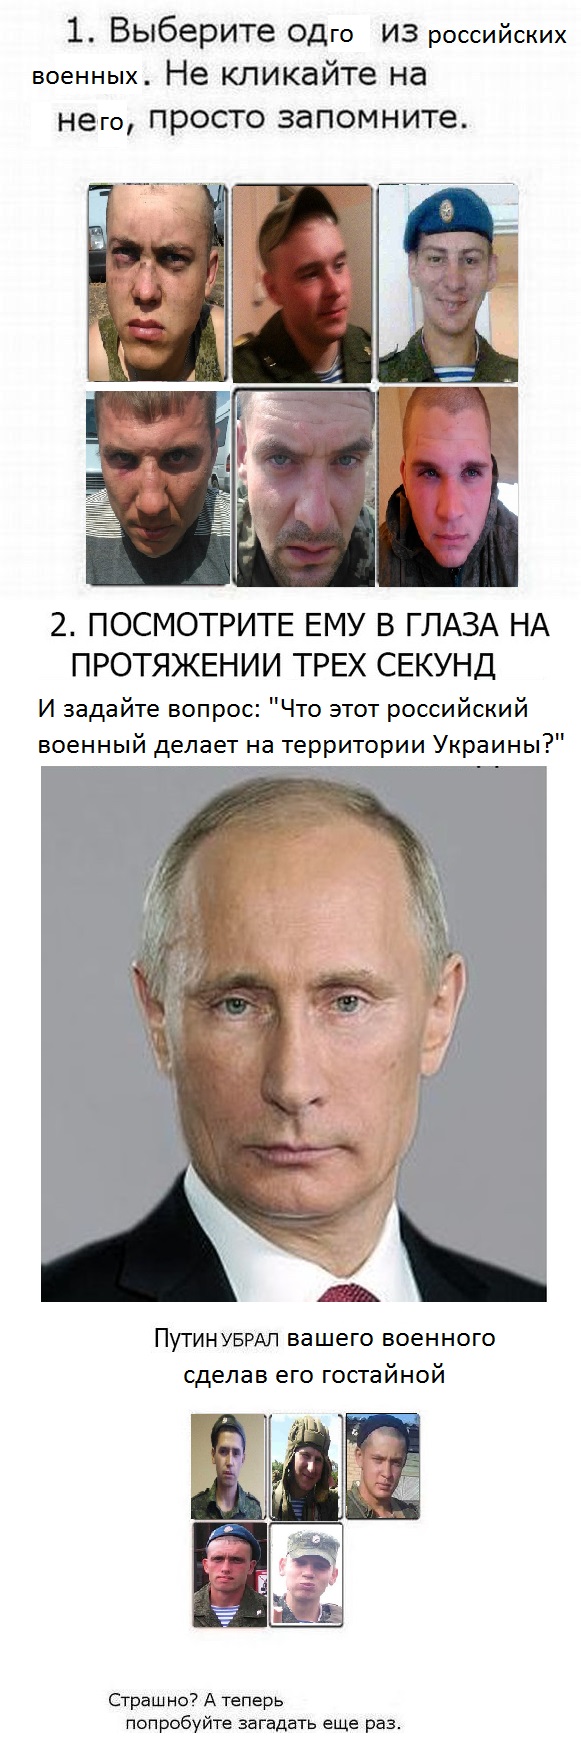 1. Выберите одго из российских
военных. Не кликайте на
него, просто запомните.
2. ПОСМОТРИТЕ ЕМУ В ГЛАЗА НА
ПРОТЯЖЕНИИ ТРЕХ СЕКУНД
И задайте вопрос: "Что этот российский
военный делает на территории Украины?"
Путин УБРАЛ вашего военного
сделав его гостайной
Страшно? А теперь
попробуйте загадать еще раз.